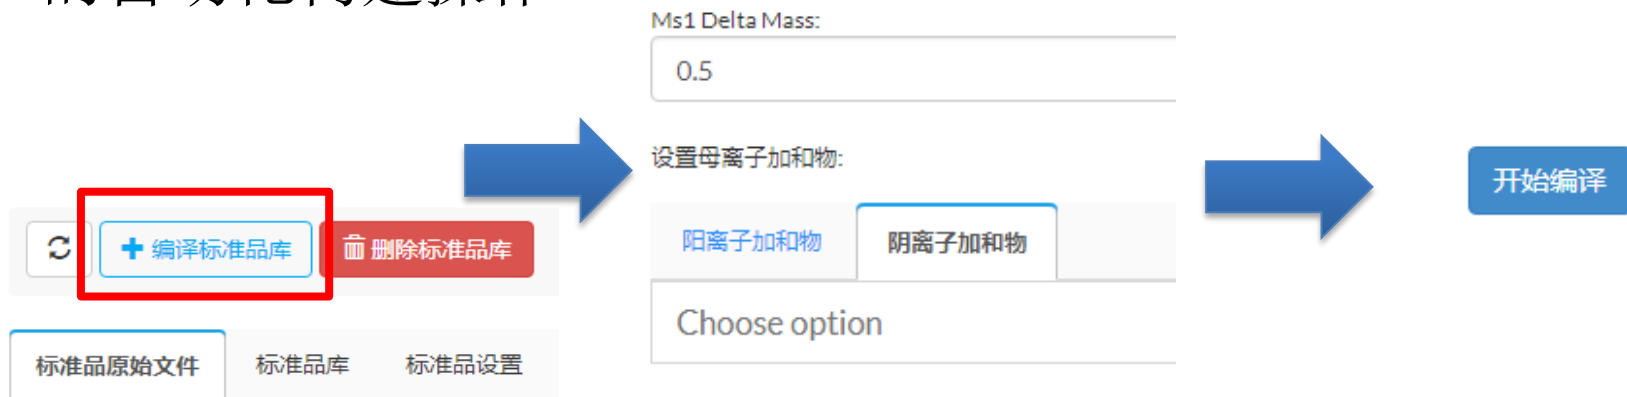 Ms1 Delta Mass:
0.5
设置母离子加和物:
阳离子加和物 阴离子加和物
Choose option
编译标准品库 删除标准品库
标准品原始文件 标准品库 标准品设置
开始编译